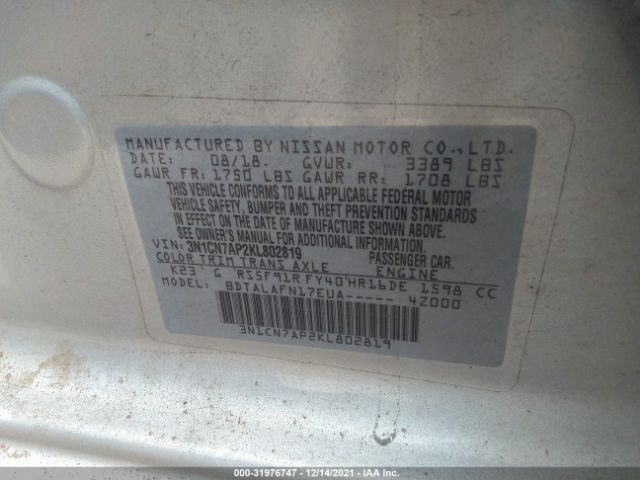 MANUFACTURED BY NISSAN MOTOR CO.,LTD.
DATE: 08/18. GVWR: 3389 LBS
GAWR FR: 1750 LBS GAWR RR: 1708 LBS
THIS VEHICLE CONFORMS TO ALL APPLICABLE FEDERAL MOTOR
VEHICLE SAFETY, BUMPER AND THEFT PREVENTION STANDARDS
IN EFFECT ON THE DATE OF MANUFACTURE SHOWN ABOVE.
SEE OWNER'S MANUAL FOR ADDITIONAL INFORMATION.
VIN: 3N1CN7AP2KL802819 PASSENGER CAR.
COLOR TRIM TRANS AXLE ENGINE
K23 G RS5F91R FY40 HR16DE 1598 CC
MODEL: BDTALAFN17EUA----- 4Z000
3N1CN7AP2KL802819
000-31976747 — 12/14/2021 — IAA Inc.